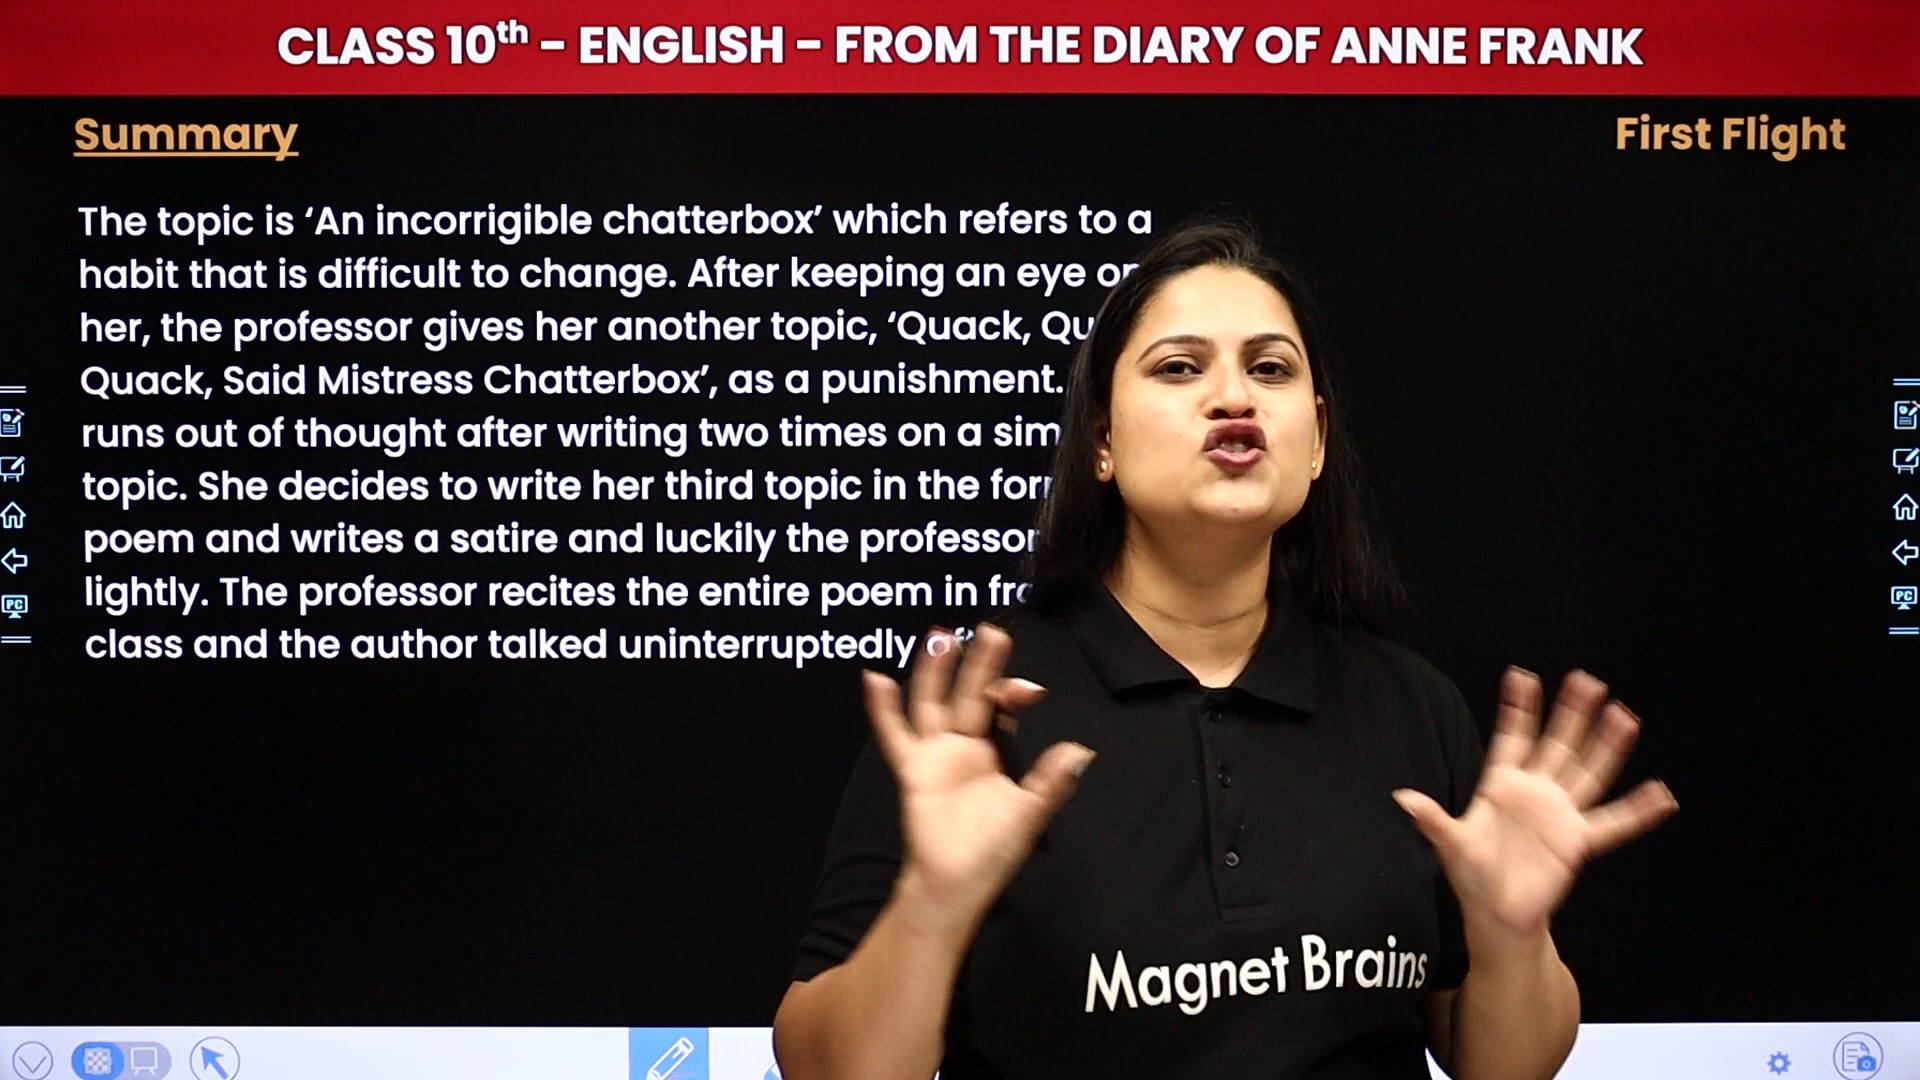 CLASS 10th - ENGLISH - FROM THE DIARY OF ANNE FRANK
Summary
First Flight
The topic is ‘An incorrigible chatterbox’ which refers to a
habit that is difficult to change. After keeping an eye on
her, the professor gives her another topic, ‘Quack,
Quack, Said Mistress Chatterbox’, as a punishment.
runs out of thought after writing two times on a
topic. She decides to write her third topic in the
poem and writes a satire and luckily the professor
lightly. The professor recites the entire poem in
class and the author talked uninterruptedly
Magnet Brains
PC
PC